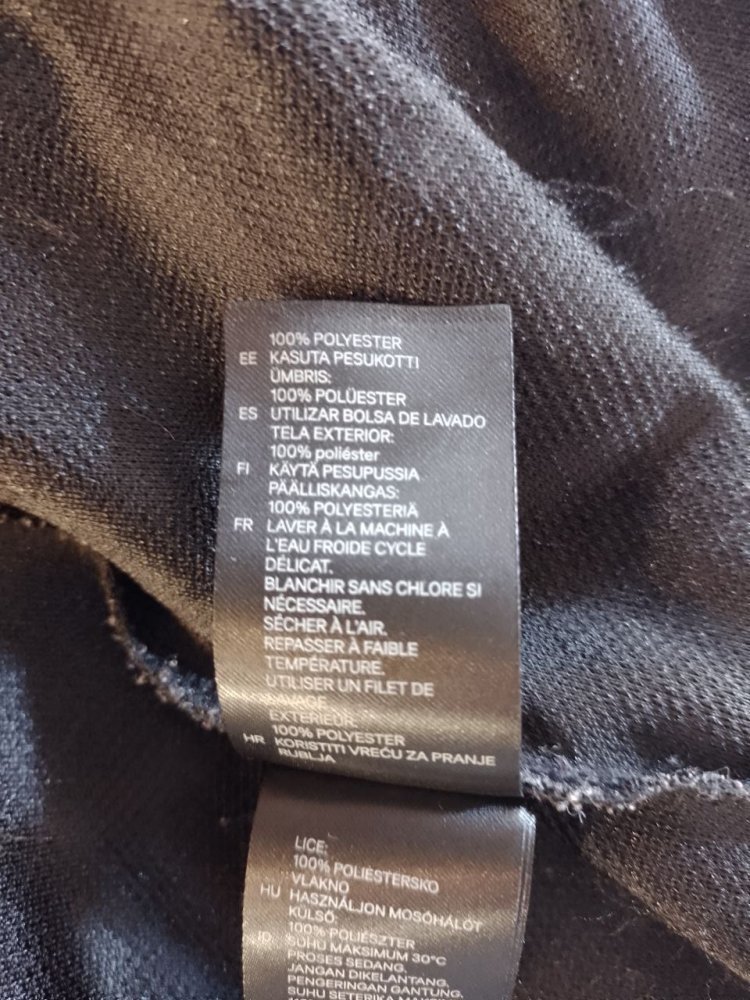 100% POLYESTER
EE KASUTA PESUKOTTI
ÜMBRIS:
100% POLÜESTER
ES UTILIZAR BOLSA DE LAVADO
TELA EXTERIOR:
100% poliéster
FI KÄYTÄ PESUPUSSIA
PÄÄLLISKANGAS:
100% POLYESTERIÄ
FR LAVER À LA MACHINE À
L'EAU FROIDE CYCLE
DÉLICAT.
BLANCHIR SANS CHLORE SI
NÉCESSAIRE.
SÉCHER À L'AIR.
REPASSER À FAIBLE
TEMPÉRATURE.
UTILISER UN FILET DE
EXTÉRIEUR:
100% POLYESTER
HR KORISTITI VREĆU ZA PRANJE
RUBLJA
LICE:
100% POLIESTERSKO
VLAKNO
HU HASZNÁLJON MOSÓHÁLÓT
KÜLSŐ:
100% POLIÉSZTER
ID SUHU MAKSIMUM 30°C
PROSES SEDANG.
JANGAN DIKELANTANG.
PENGERINGAN GANTUNG.
SUHU SETERIKA